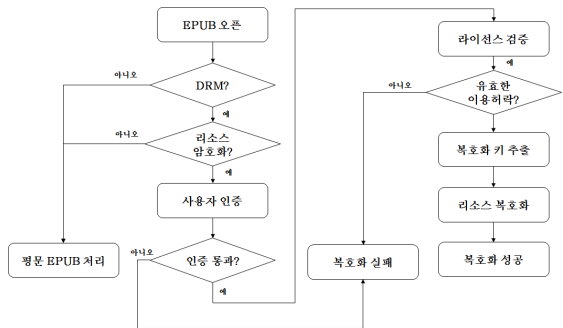 EPUB 오픈
DRM?
아니오
예
리소스
암호화?
아니오
예
사용자 인증
인증 통과?
아니오
예
평문 EPUB 처리
라이선스 검증
예
유효한
이용허락?
아니오
복호화 키 추출
리소스 복호화
복호화 성공
복호화 실패